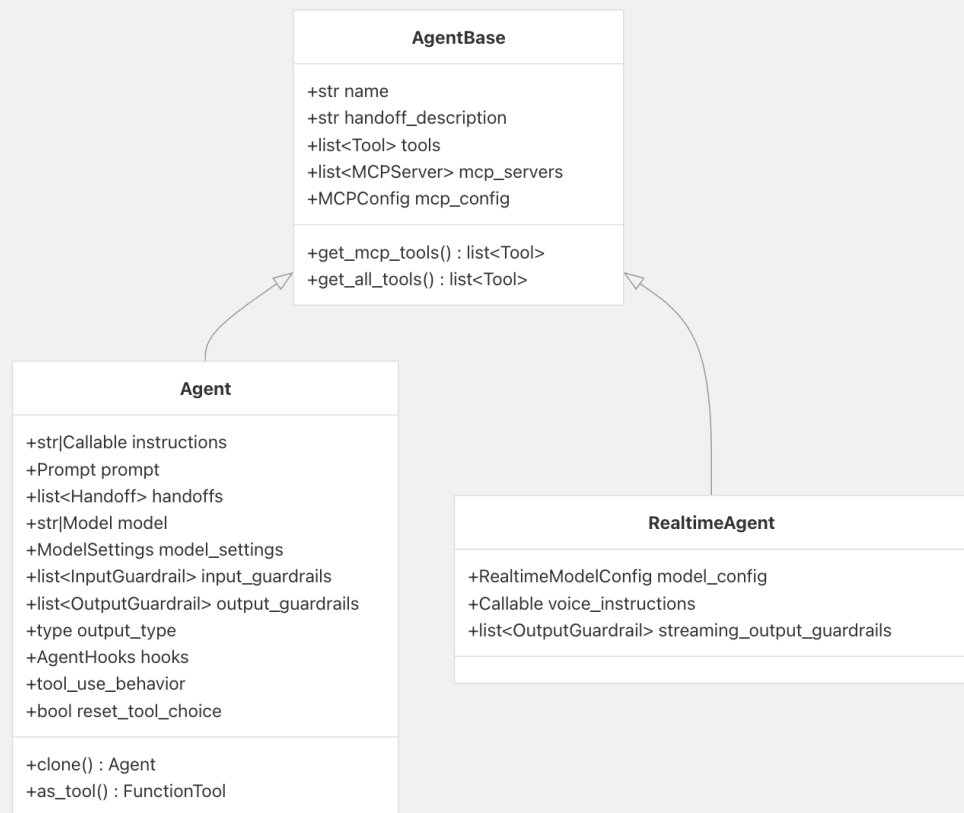 AgentBase
+str name
+str handoff_description
+list<Tool> tools
+list<MCPServer> mcp_servers
+MCPConfig mcp_config
+get_mcp_tools() : list<Tool>
+get_all_tools() : list<Tool>
Agent
+str|Callable instructions
+Prompt prompt
+list<Handoff> handoffs
+str|Model model
+ModelSettings model_settings
+list<InputGuardrail> input_guardrails
+list<OutputGuardrail> output_guardrails
+type output_type
+AgentHooks hooks
+tool_use_behavior
+bool reset_tool_choice
+clone() : Agent
+as_tool() : FunctionTool
RealtimeAgent
+RealtimeModelConfig model_config
+Callable voice_instructions
+list<OutputGuardrail> streaming_output_guardrails